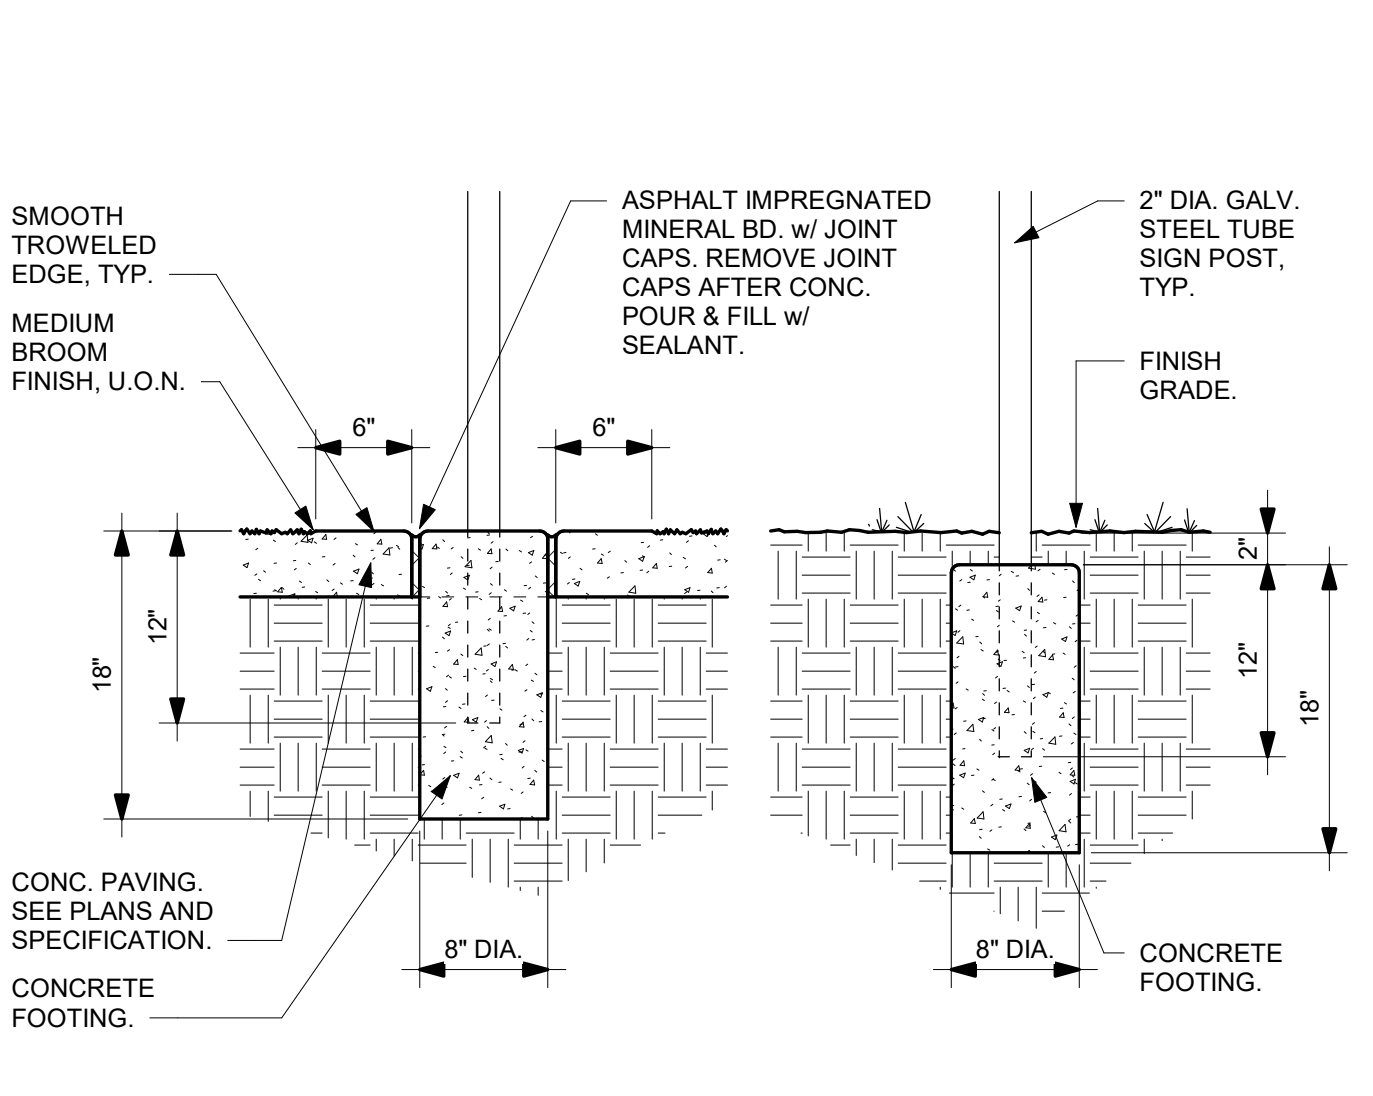 SMOOTH
TROWELED
EDGE, TYP.
MEDIUM
BROOM
FINISH, U.O.N.
ASPHALT IMPREGNATED
MINERAL BD. w/ JOINT
CAPS. REMOVE JOINT
CAPS AFTER CONC.
POUR & FILL w/
SEALANT.
2" DIA. GALV.
STEEL TUBE
SIGN POST,
TYP.
FINISH
GRADE.
6"
6"
12"
18"
2"
12"
18"
CONC. PAVING.
SEE PLANS AND
SPECIFICATION.
CONCRETE
FOOTING.
8" DIA.
8" DIA.
CONCRETE
FOOTING.